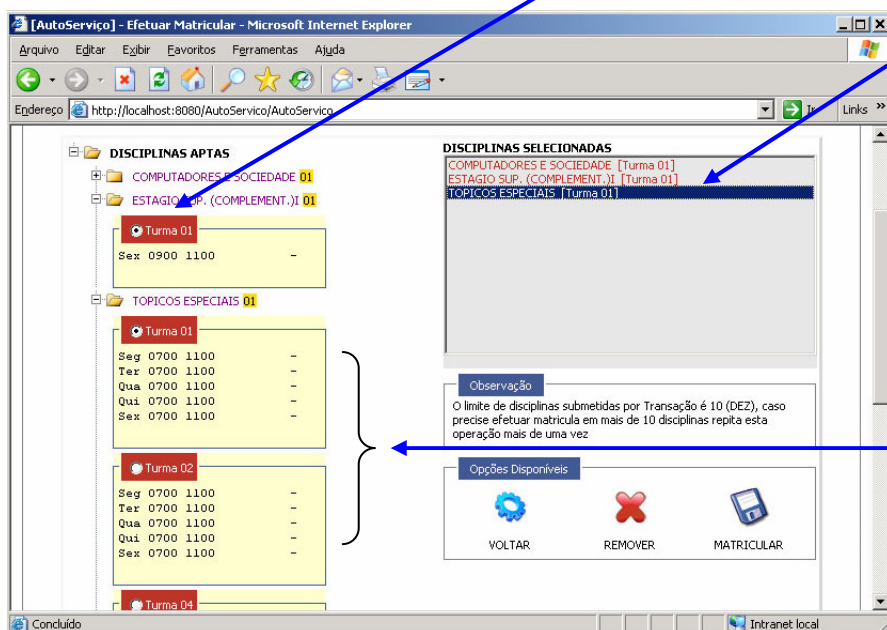 [AutoServiço] - Efetuar Matricular - Microsoft Internet Explorer
Arquivo Editar Exibir Favoritos Ferramentas Ajuda
Endereço http://localhost:8080/AutoServico/AutoServico Ir Links »
DISCIPLINAS APTAS
COMPUTADORES E SOCIEDADE 01
ESTAGIO SUP. (COMPLEMENT.)I 01
Turma 01
Sex 0900 1100 -
TOPICOS ESPECIAIS 01
Turma 01
Seg 0700 1100 -
Ter 0700 1100 -
Qua 0700 1100 -
Qui 0700 1100 -
Sex 0700 1100 -
Turma 02
Seg 0700 1100 -
Ter 0700 1100 -
Qua 0700 1100 -
Qui 0700 1100 -
Sex 0700 1100 -
Turma 04
DISCIPLINAS SELECIONADAS
COMPUTADORES E SOCIEDADE [Turma 01]
ESTAGIO SUP. (COMPLEMENT.)I [Turma 01]
TOPICOS ESPECIAIS [Turma 01]
Observação
O limite de disciplinas submetidas por Transação é 10 (DEZ), caso
precise efetuar matricula em mais de 10 disciplinas repita esta
operação mais de uma vez
Opções Disponíveis
VOLTAR REMOVER MATRICULAR
Concluído Intranet local